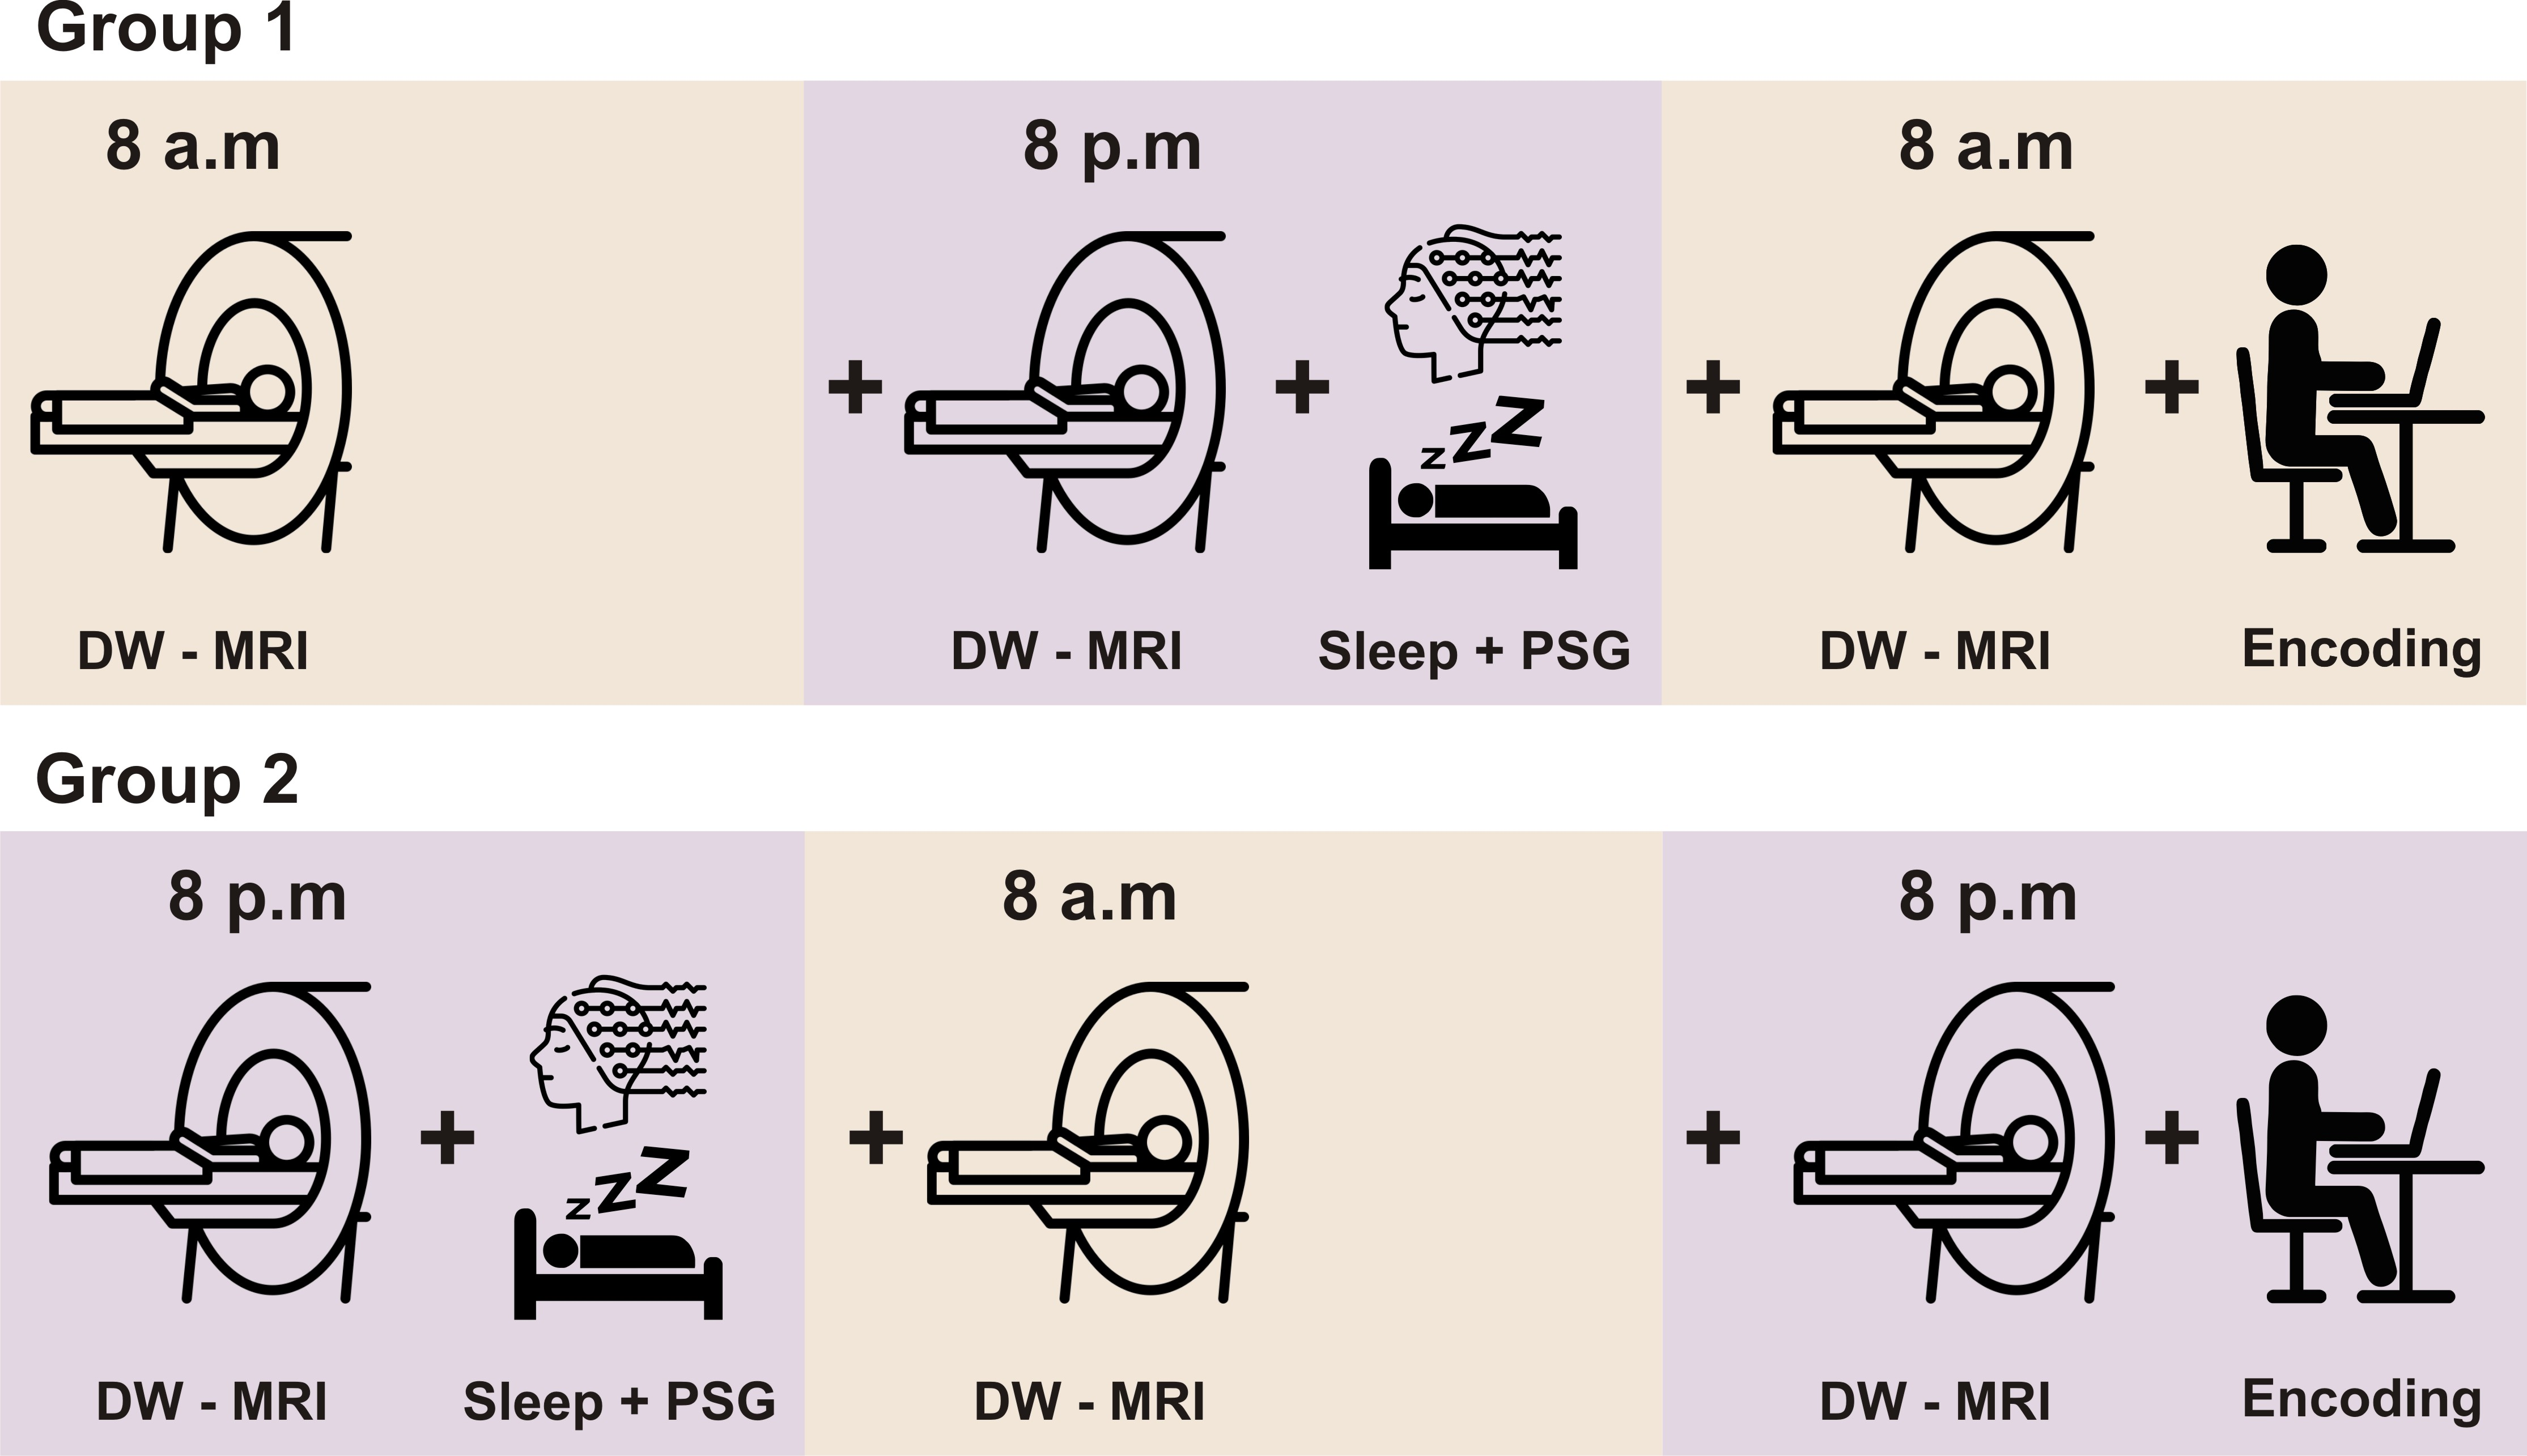 Group 1
8 a.m 8 p.m 8 a.m
+ + + +
z z z
DW - MRI DW - MRI Sleep + PSG DW - MRI Encoding
Group 2
8 p.m 8 a.m 8 p.m
+ + + +
z z z
DW - MRI Sleep + PSG DW - MRI DW - MRI Encoding